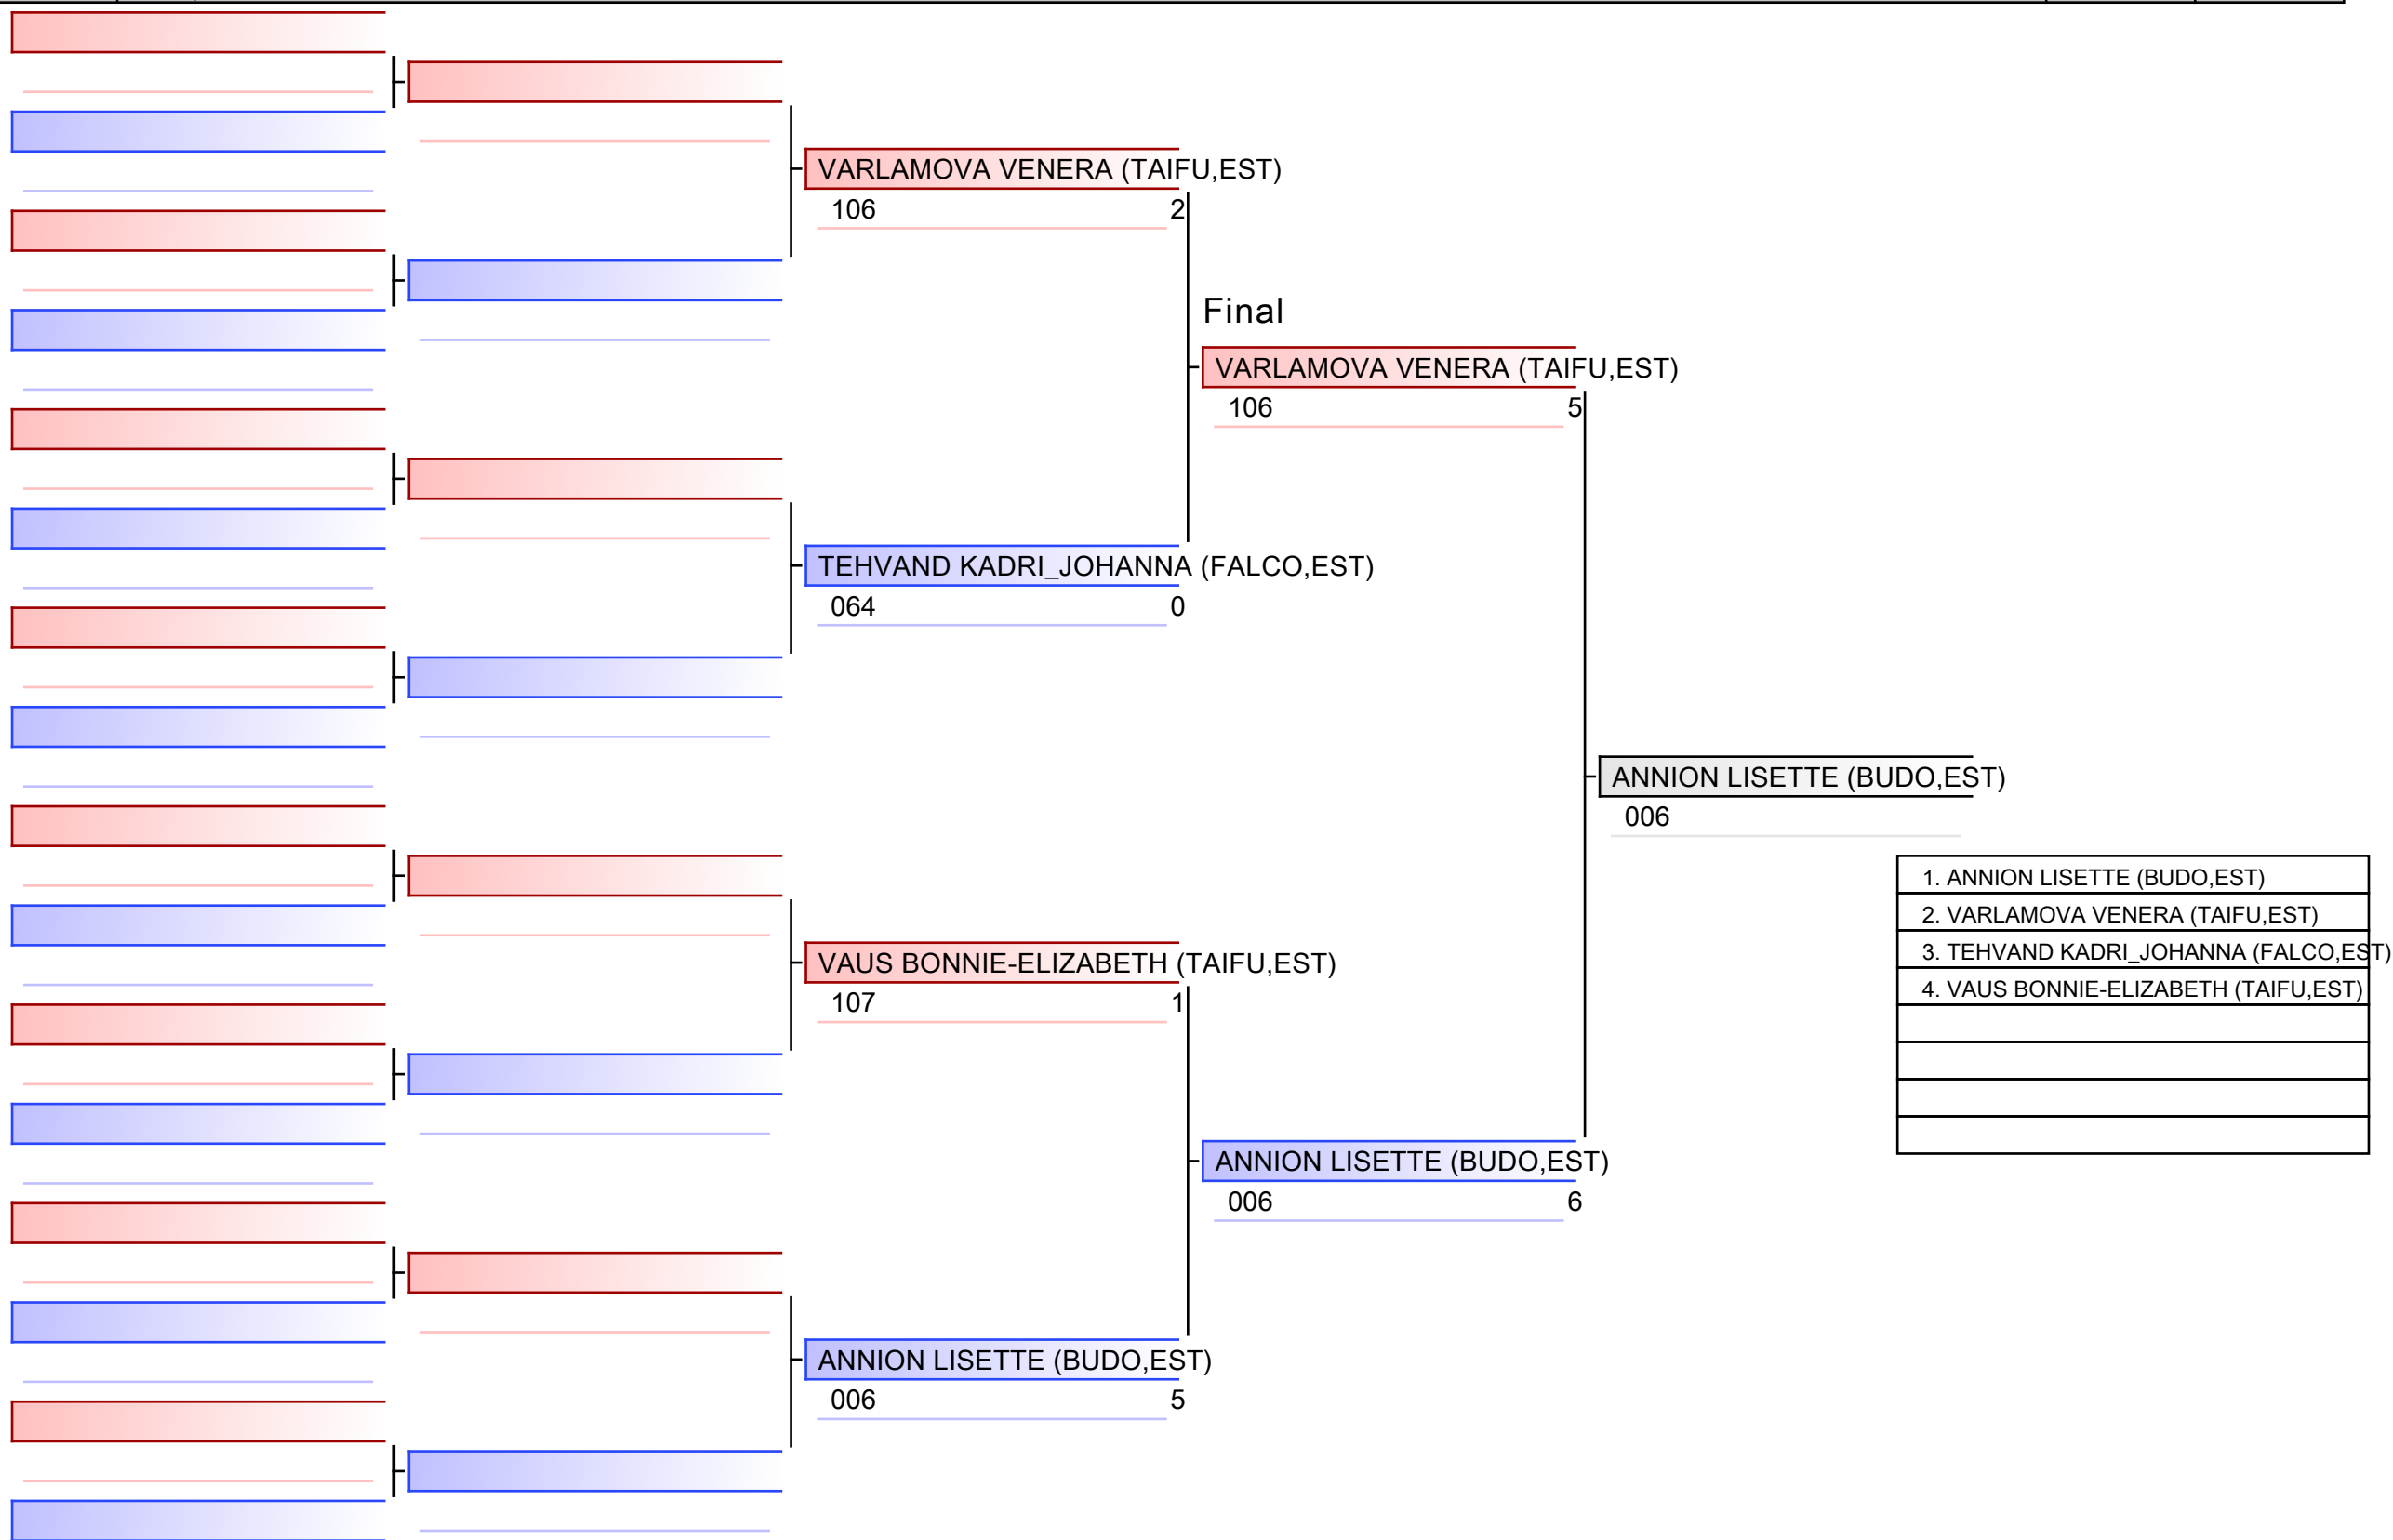 VARLAMOVA VENERA (TAIFU,EST)
106 2
Final
VARLAMOVA VENERA (TAIFU,EST)
106 5
TEHVAND KADRI_JOHANNA (FALCO,EST)
064 0
ANNION LISETTE (BUDO,EST)
006
1. ANNION LISETTE (BUDO,EST)
2. VARLAMOVA VENERA (TAIFU,EST)
3. TEHVAND KADRI_JOHANNA (FALCO,EST)
4. VAUS BONNIE-ELIZABETH (TAIFU,EST)
VAUS BONNIE-ELIZABETH (TAIFU,EST)
107 1
ANNION LISETTE (BUDO,EST)
006 6
ANNION LISETTE (BUDO,EST)
006 5